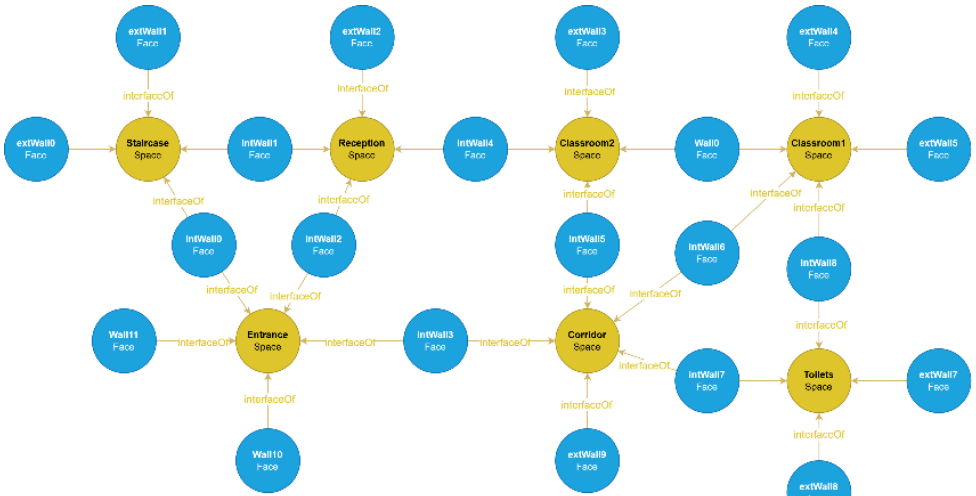 extWall1
Face
extWall2
Face
extWall3
Face
extWall4
Face
interfaceOf
interfaceOf
interfaceOf
interfaceOf
extWall0
Face
Staircase
Space
intWall1
Face
Reception
Space
intWall4
Face
Classroom2
Space
Wall0
Face
Classroom1
Space
extWall5
Face
interfaceOf
interfaceOf
interfaceOf
interfaceOf
intWall0
Face
intWall2
Face
intWall5
Face
intWall6
Face
intWall8
Face
interfaceOf
interfaceOf
interfaceOf
interfaceOf
interfaceOf
Wall11
Face
interfaceOf
Entrance
Space
interfaceOf
intWall3
Face
interfaceOf
Corridor
Space
interfaceOf
intWall7
Face
Toilets
Space
extWall7
Face
interfaceOf
interfaceOf
interfaceOf
Wall10
Face
extWall9
Face
extWall8
Face